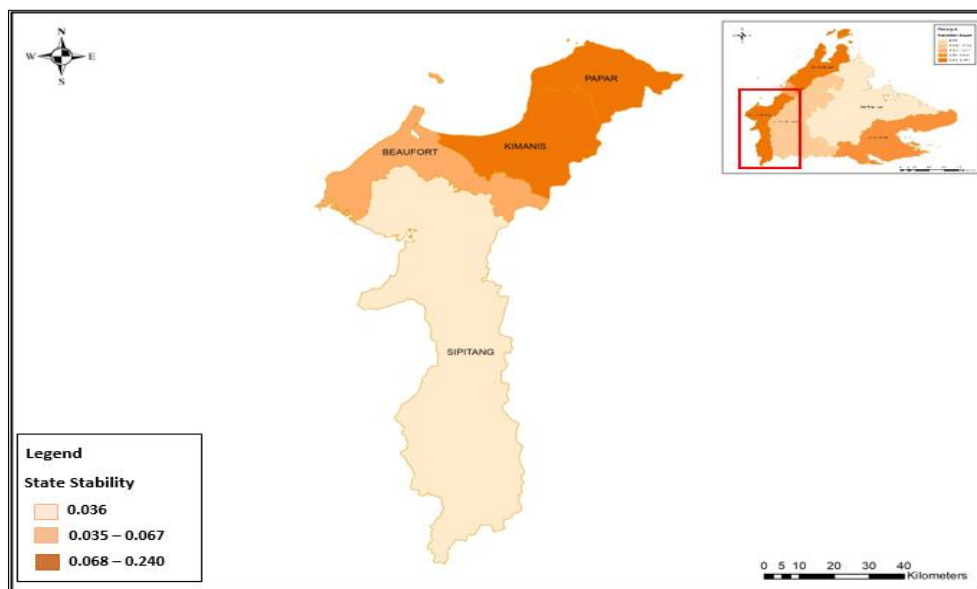 N
W E
S
PAPAR
KIMANIS
BEAUFORT
SIPITANG
Legend
State Stability
0.036
0.035 – 0.067
0.068 – 0.240
0 5 10 20 30 40
Kilometers